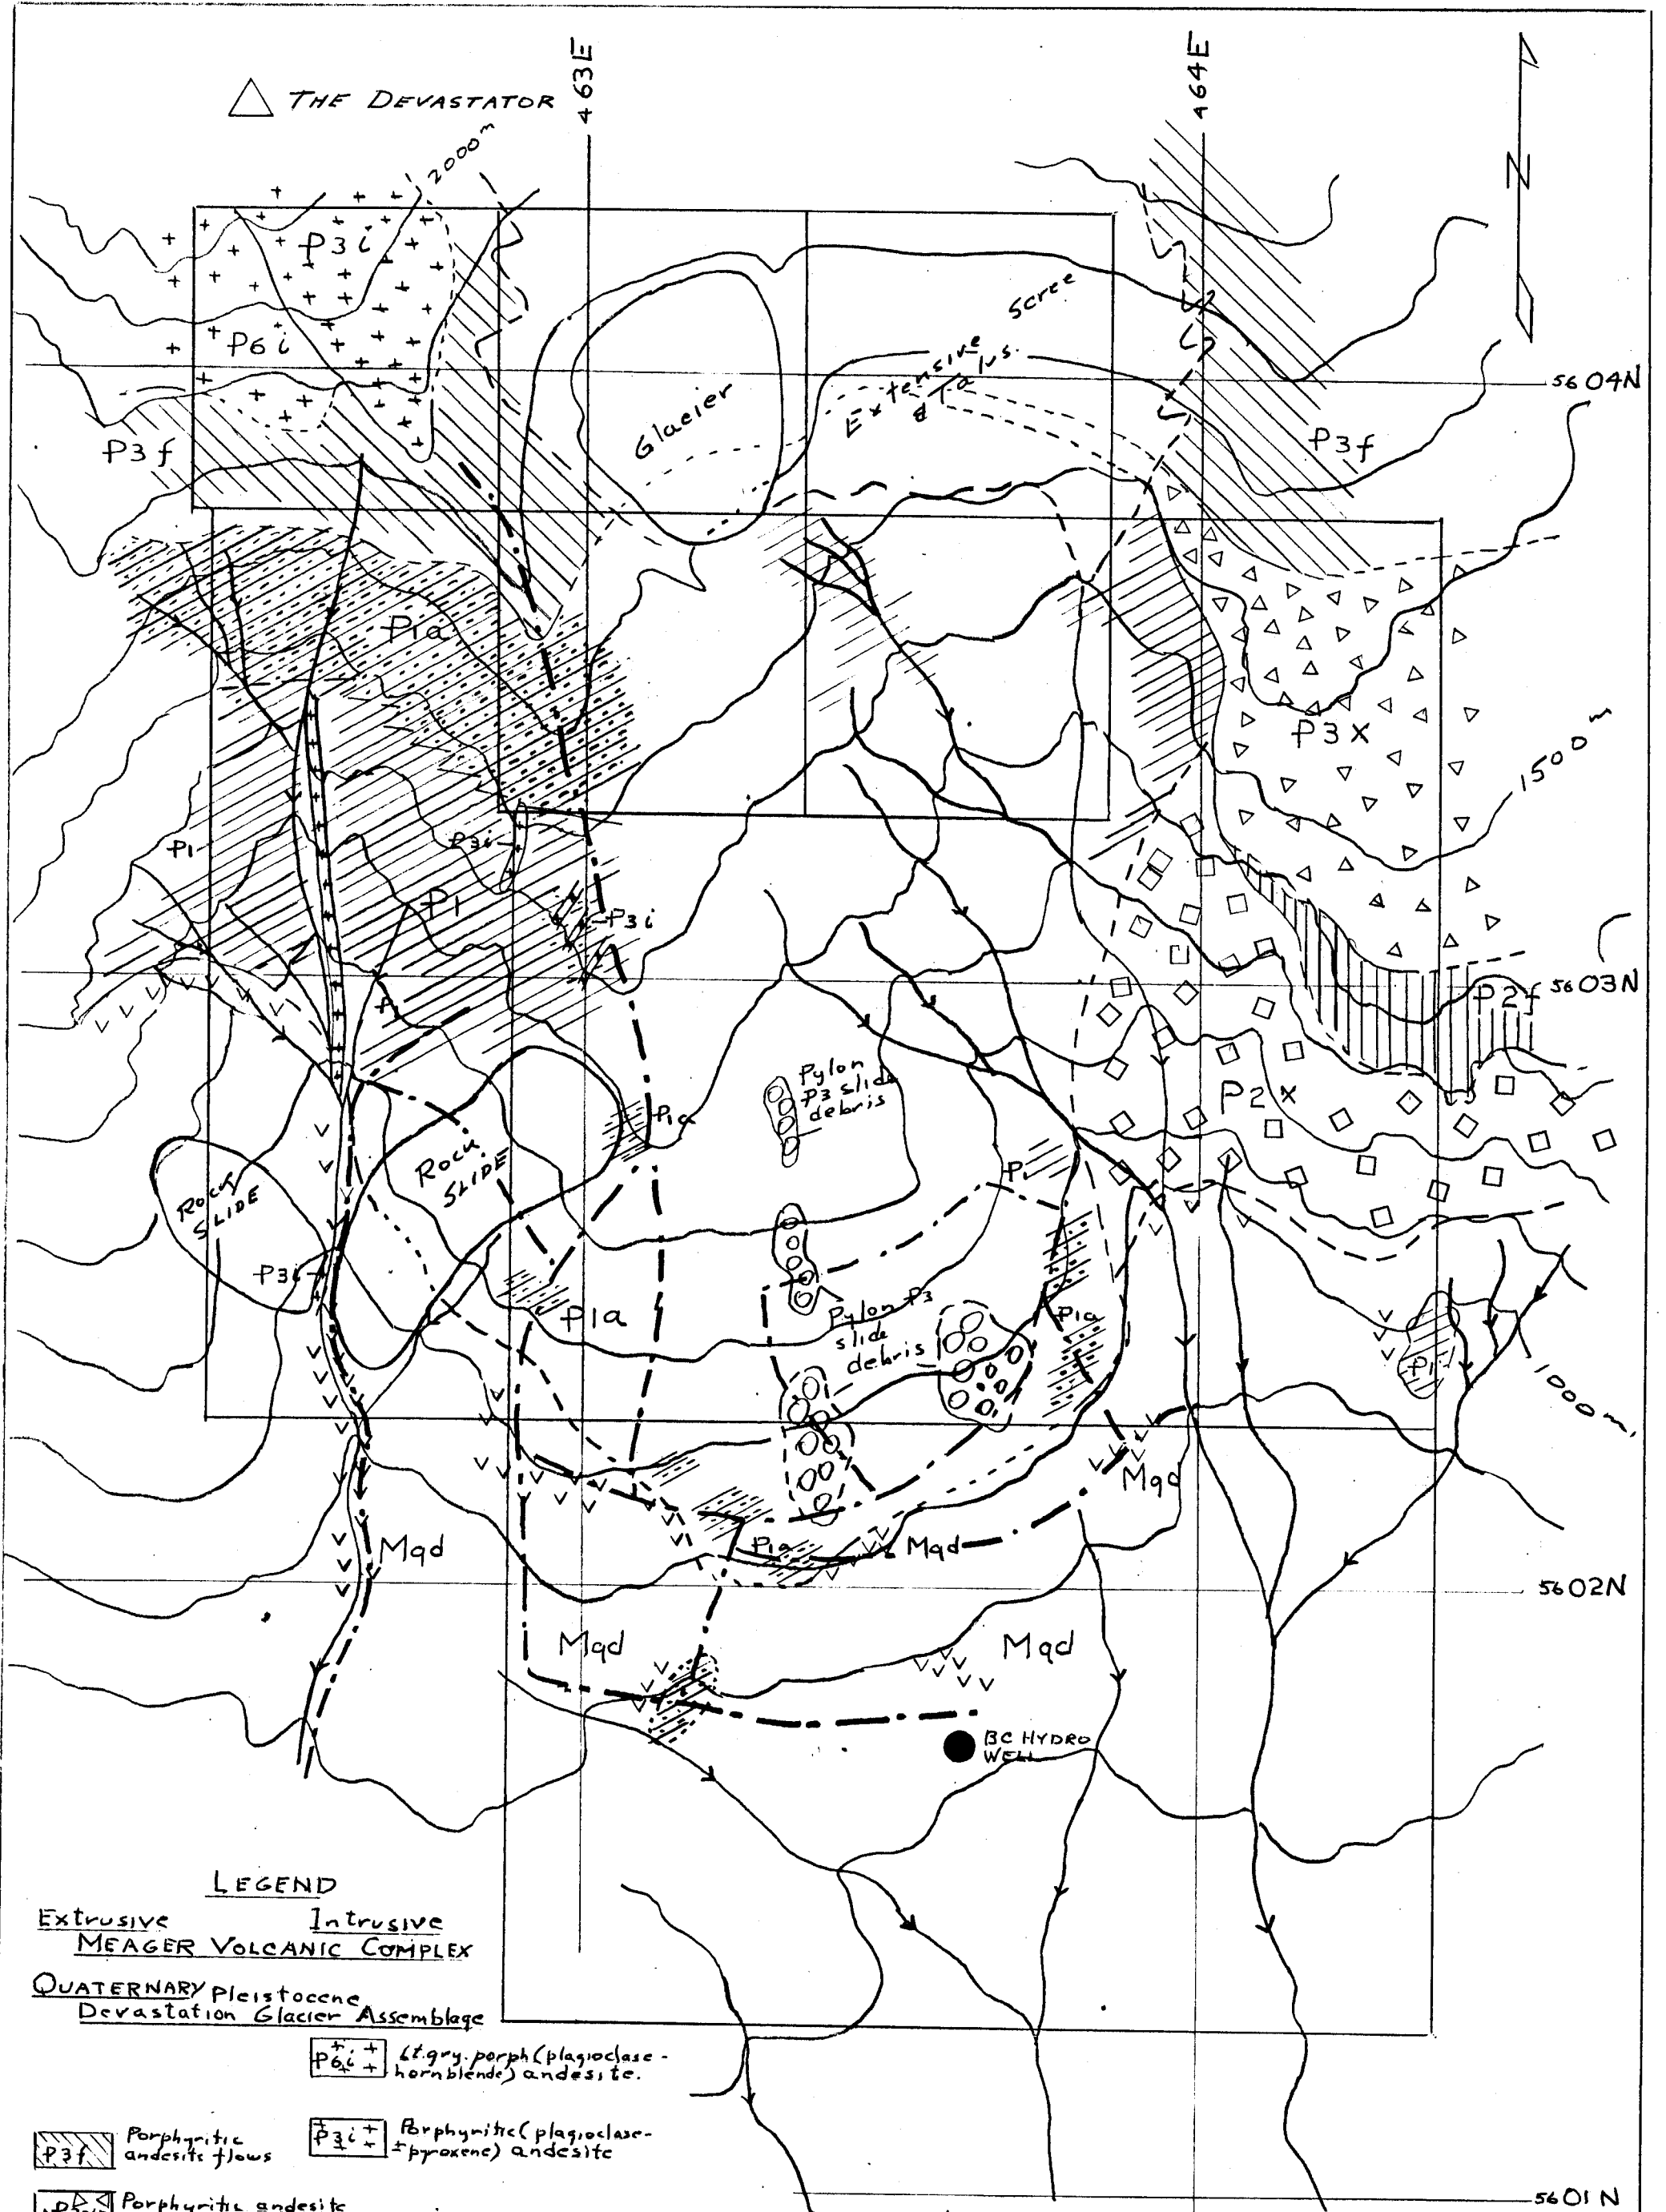 THE DEVASTATOR
463E
464E
N
2000m
P3i
P6i
Scree
Extensive
& Talus.
5604N
Glacier
P3f
P3f
P1a
P3x
1500m
P1
P3i
P1
P3i
P2f
5603N
Pylon
P3 slide
debris
P1a
P2x
ROCK
SLIDE
ROCK
SLIDE
P1
P3i
P1a
Pylon P3
slide
debris
P1a
P1
1000m
Mqd
Mqd
P1a
Mqd
5602N
Mqd
Mqd
BC HYDRO
WELL
LEGEND
Extrusive Intrusive
MEAGER VOLCANIC COMPLEX
QUATERNARY Pleistocene
Devastation Glacier Assemblage
P6i Lt.gry. porph (plagioclase-
hornblende) andesite.
P3f Porphyritic
andesite flows
P3i Porphyritic (plagioclase-
±pyroxene) andesite
Porphyritic andesite
5601N